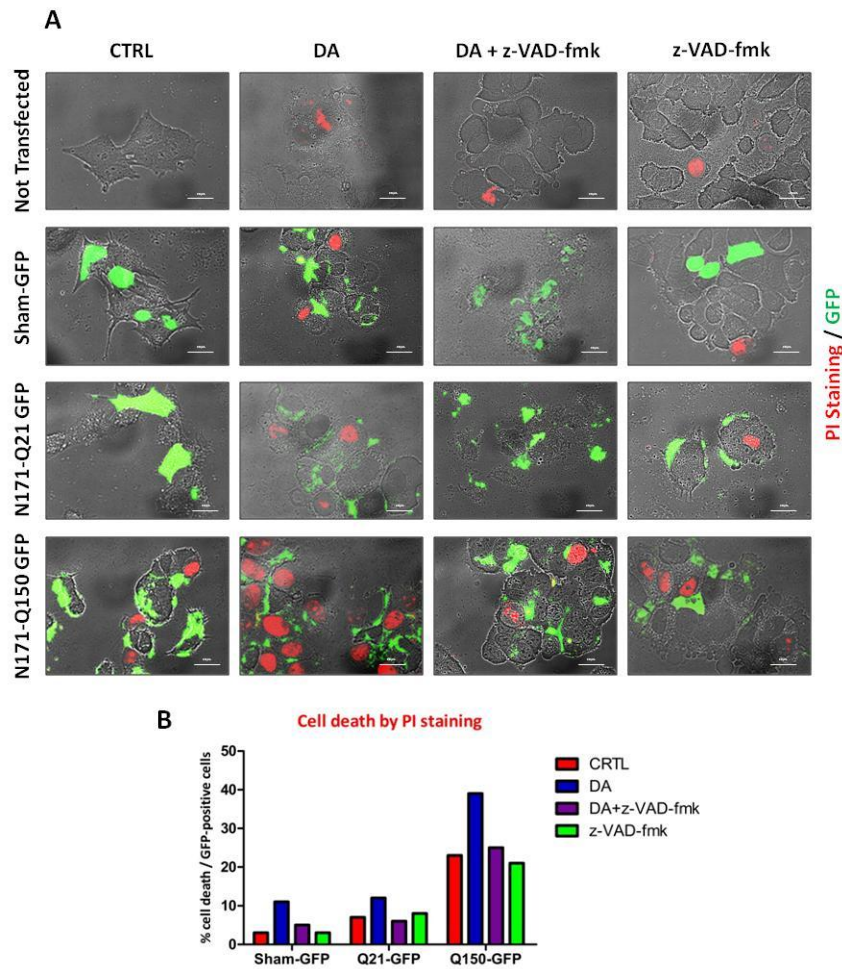 A
CTRL
DA
DA + z-VAD-fmk
z-VAD-fmk
Not Transfected
Sham-GFP
N171-Q21 GFP
N171-Q150 GFP
PI Staining / GFP
B
Cell death by PI staining
% cell death / GFP-positive cells
50
40
30
20
10
0
Sham-GFP
Q21-GFP
Q150-GFP
CRTL
DA
DA+z-VAD-fmk
z-VAD-fmk